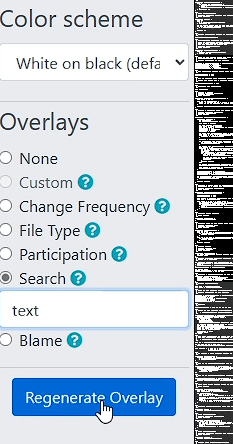 Color scheme
White on black (defa
Overlays
None
Custom ?
Change Frequency ?
File Type ?
Participation ?
Search ?
text
Blame ?
Regenerate Overlay